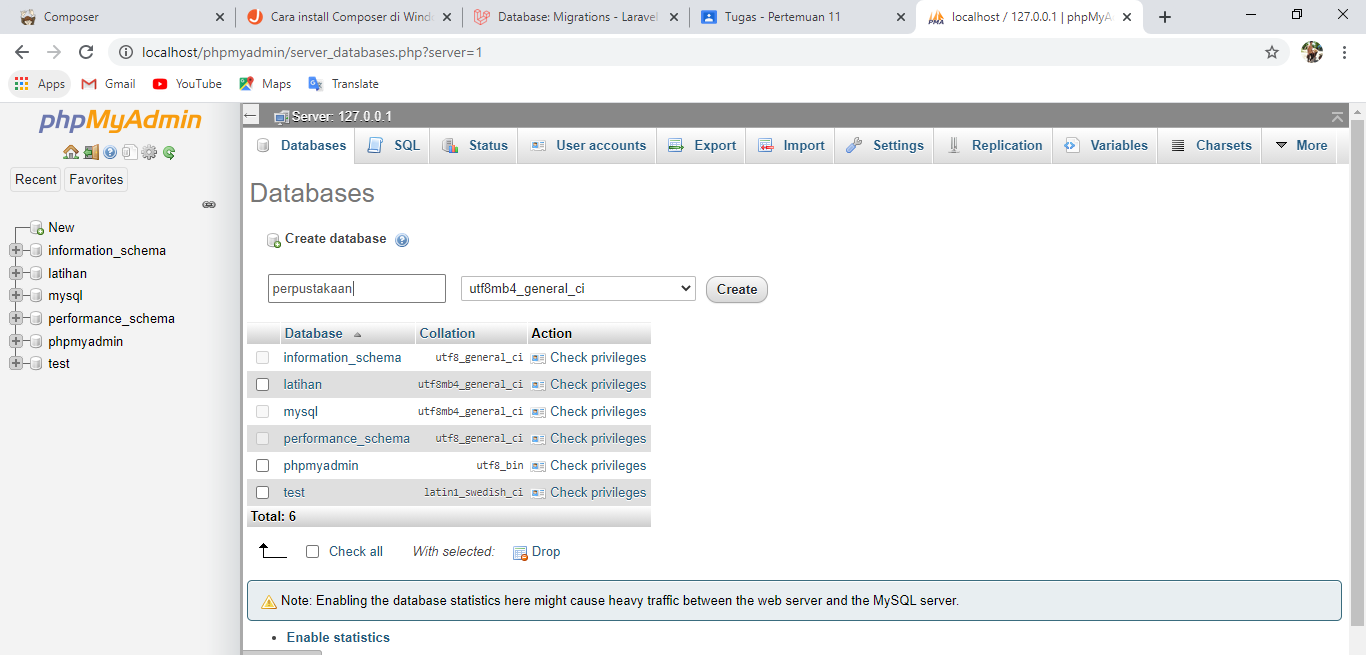 Composer
Cara install Composer di Wind
Database: Migrations - Laravel
Tugas - Pertemuan 11
localhost / 127.0.0.1 | phpMyA
localhost/phpmyadmin/server_databases.php?server=1
Apps Gmail YouTube Maps Translate
phpMyAdmin
Recent Favorites
New
information_schema
latihan
mysql
performance_schema
phpmyadmin
test
Server: 127.0.0.1
Databases SQL Status User accounts Export Import Settings Replication Variables Charsets More
Databases
Create database
perpustakaan utf8mb4_general_ci Create
Database Collation Action
information_schema utf8_general_ci Check privileges
latihan utf8mb4_general_ci Check privileges
mysql utf8mb4_general_ci Check privileges
performance_schema utf8_general_ci Check privileges
phpmyadmin utf8_bin Check privileges
test latin1_swedish_ci Check privileges
Total: 6
Check all With selected: Drop
Note: Enabling the database statistics here might cause heavy traffic between the web server and the MySQL server.
Enable statistics